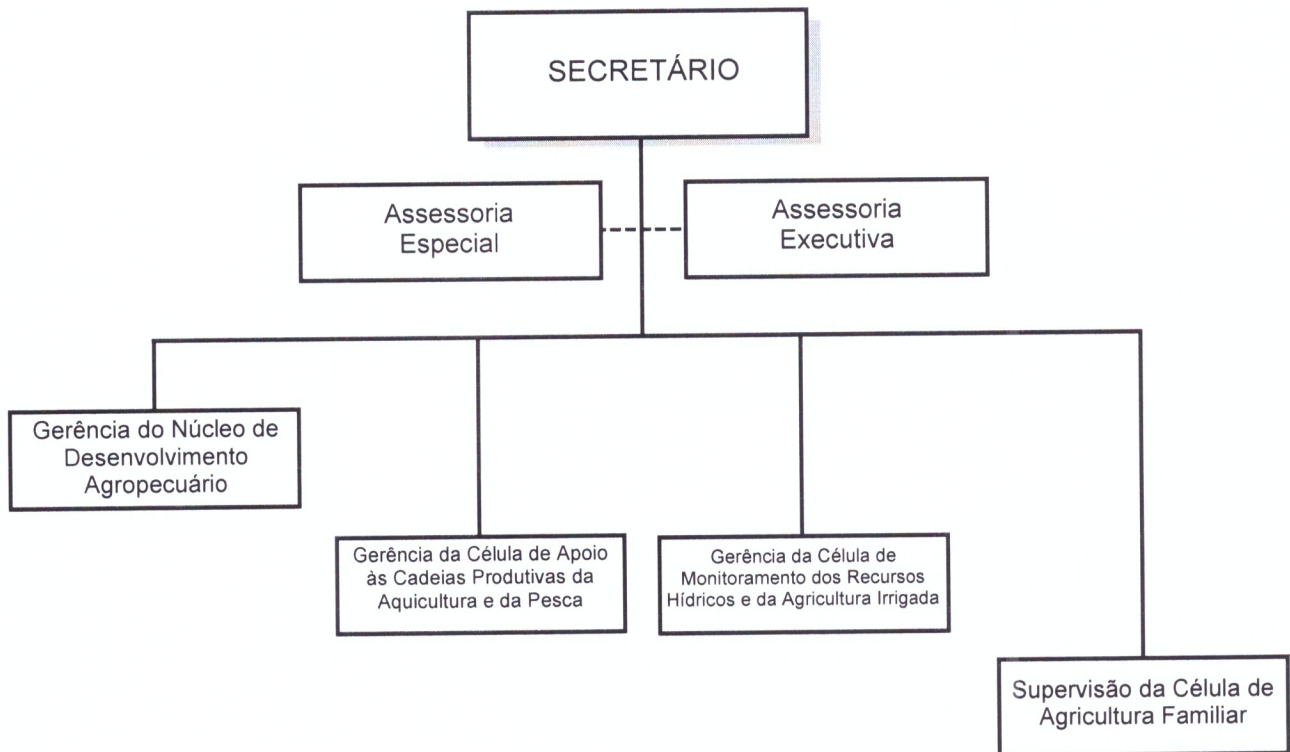 SECRETÁRIO
Assessoria
Especial
Assessoria
Executiva
Gerência do Núcleo de
Desenvolvimento
Agropecuário
Gerência da Célula de Apoio
às Cadeias Produtivas da
Aquicultura e da Pesca
Gerência da Célula de
Monitoramento dos Recursos
Hídricos e da Agricultura Irrigada
Supervisão da Célula de
Agricultura Familiar